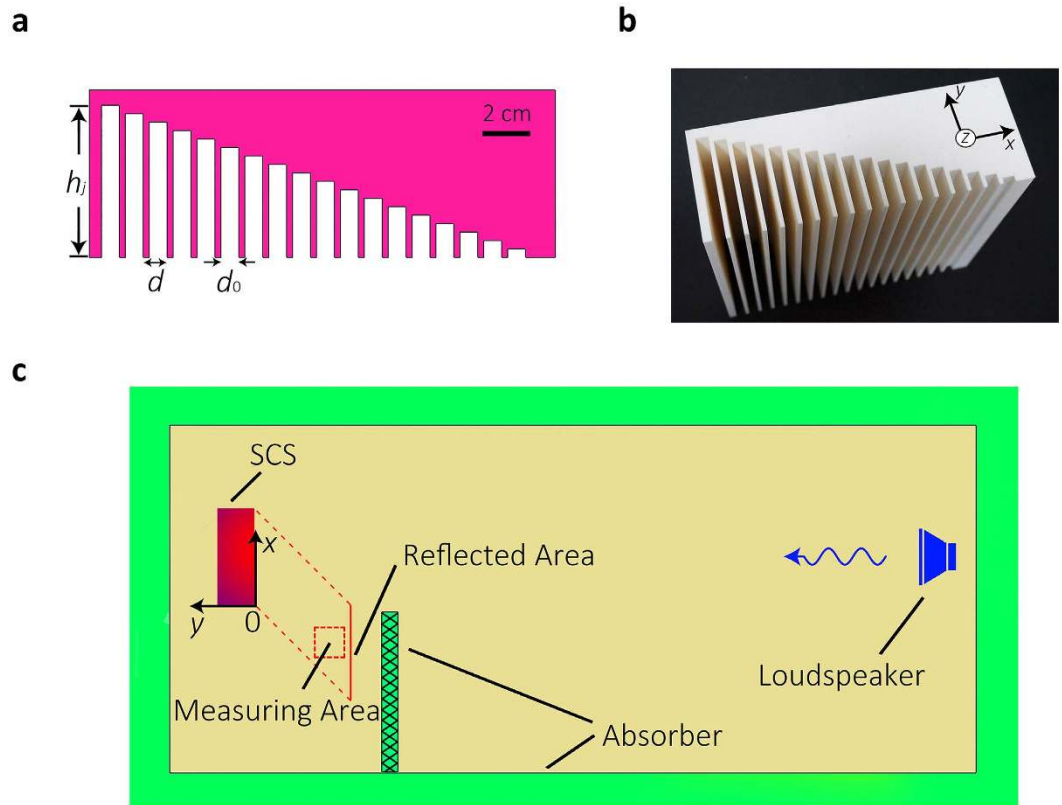 a
b
2 cm
hj
d
d0
y
z
x
c
SCS
x
Reflected Area
y
0
Measuring Area
Loudspeaker
Absorber